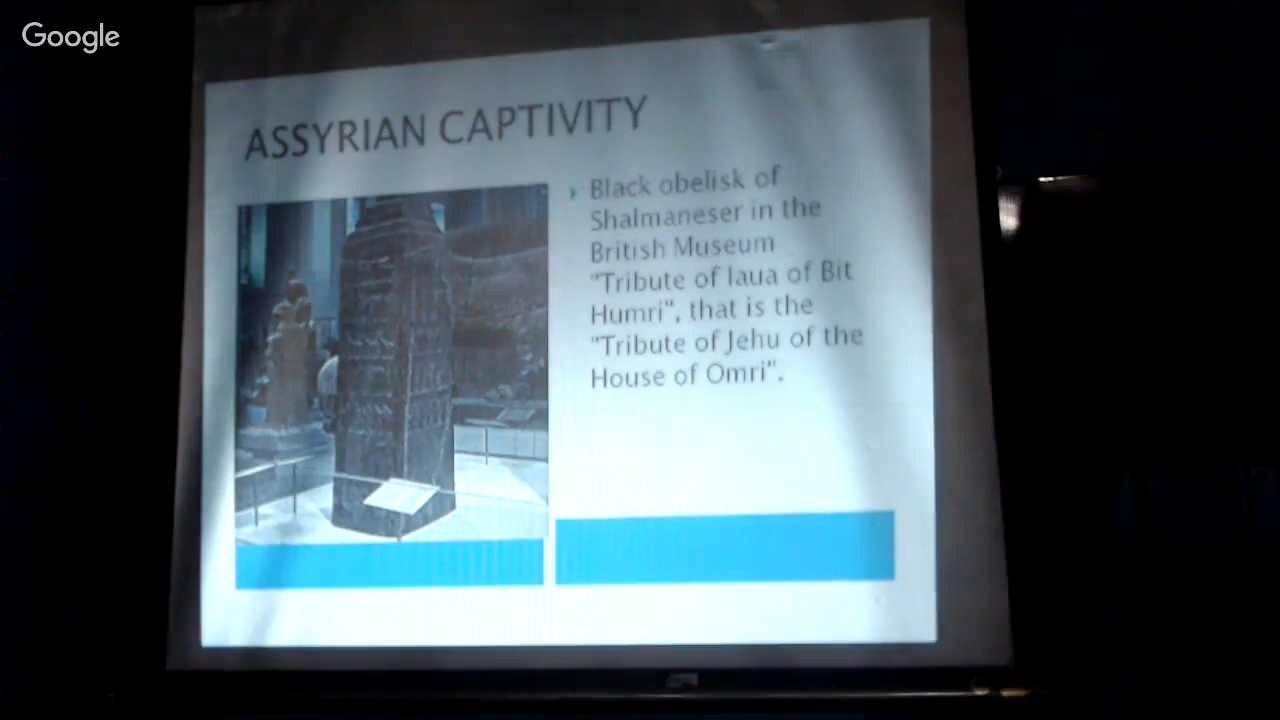 Google
ASSYRIAN CAPTIVITY
Black obelisk of
Shalmaneser in the
British Museum
"Tribute of Iaua of Bit
Humri", that is the
"Tribute of Jehu of the
House of Omri".